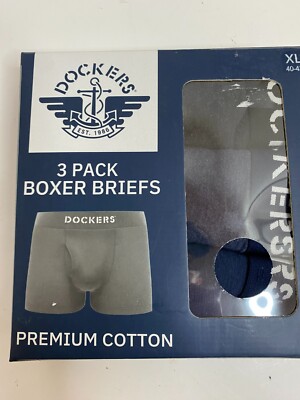 DOCKERS®
EST. 1986
XL
3 PACK
BOXER BRIEFS
DOCKERS®
PREMIUM COTTON